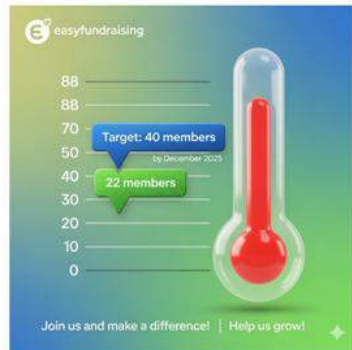 easyfundraising
88
88
70
Target: 40 members
50
by December 2025
40
22 members
30
20
10
0
Join us and make a difference! | Help us grow!